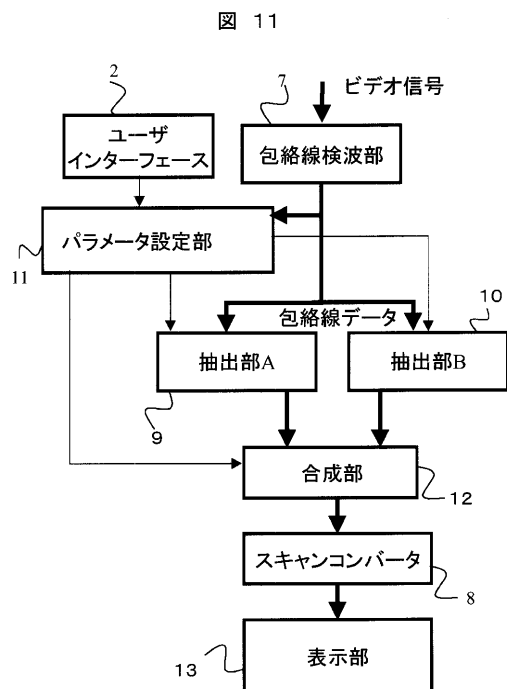 図 11
2
7
ビデオ信号
ユーザ
インターフェース
包絡線検波部
パラメータ設定部
11
包絡線データ
10
抽出部A
抽出部B
9
合成部
12
スキャンコンバータ
8
表示部
13